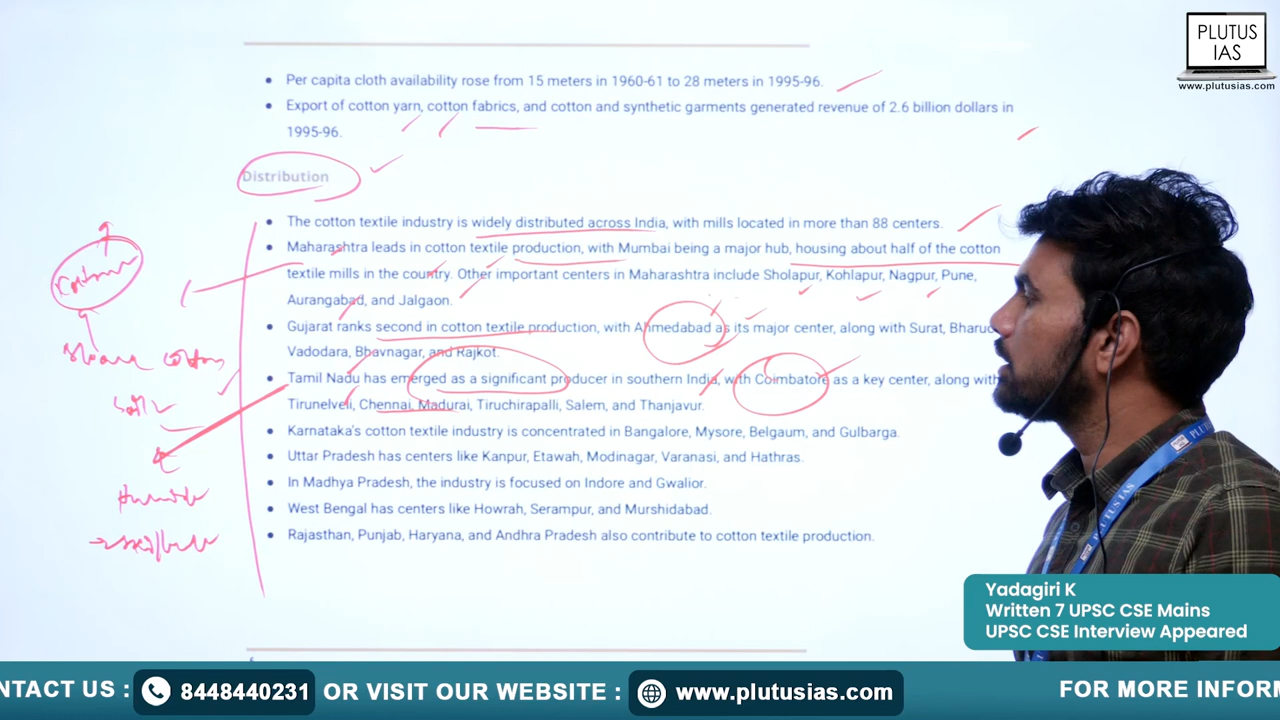 PLUTUS
IAS
www.plutusias.com
• Per capita cloth availability rose from 15 meters in 1960-61 to 28 meters in 1995-96.
• Export of cotton yarn, cotton fabrics, and cotton and synthetic garments generated revenue of 2.6 billion dollars in
1995-96.
Distribution
• The cotton textile industry is widely distributed across India, with mills located in more than 88 centers.
• Maharashtra leads in cotton textile production, with Mumbai being a major hub, housing about half of the cotton
textile mills in the country. Other important centers in Maharashtra include Sholapur, Kohlapur, Nagpur, Pune,
Aurangabad, and Jalgaon.
• Gujarat ranks second in cotton textile production, with Ahmedabad as its major center, along with Surat, Bharuc
Vadodara, Bhavnagar, and Rajkot.
• Tamil Nadu has emerged as a significant producer in southern India, with Coimbatore as a key center, along with
Tirunelveli, Chennai, Madurai, Tiruchirapalli, Salem, and Thanjavur.
• Karnataka's cotton textile industry is concentrated in Bangalore, Mysore, Belgaum, and Gulbarga.
• Uttar Pradesh has centers like Kanpur, Etawah, Modinagar, Varanasi, and Hathras.
• In Madhya Pradesh, the industry is focused on Indore and Gwalior.
• West Bengal has centers like Howrah, Serampur, and Murshidabad.
• Rajasthan, Punjab, Haryana, and Andhra Pradesh also contribute to cotton textile production.
cotton
PLUTUS IAS
Yadagiri K
Written 7 UPSC CSE Mains
UPSC CSE Interview Appeared
NTACT US : 8448440231 OR VISIT OUR WEBSITE : www.plutusias.com FOR MORE INFORM